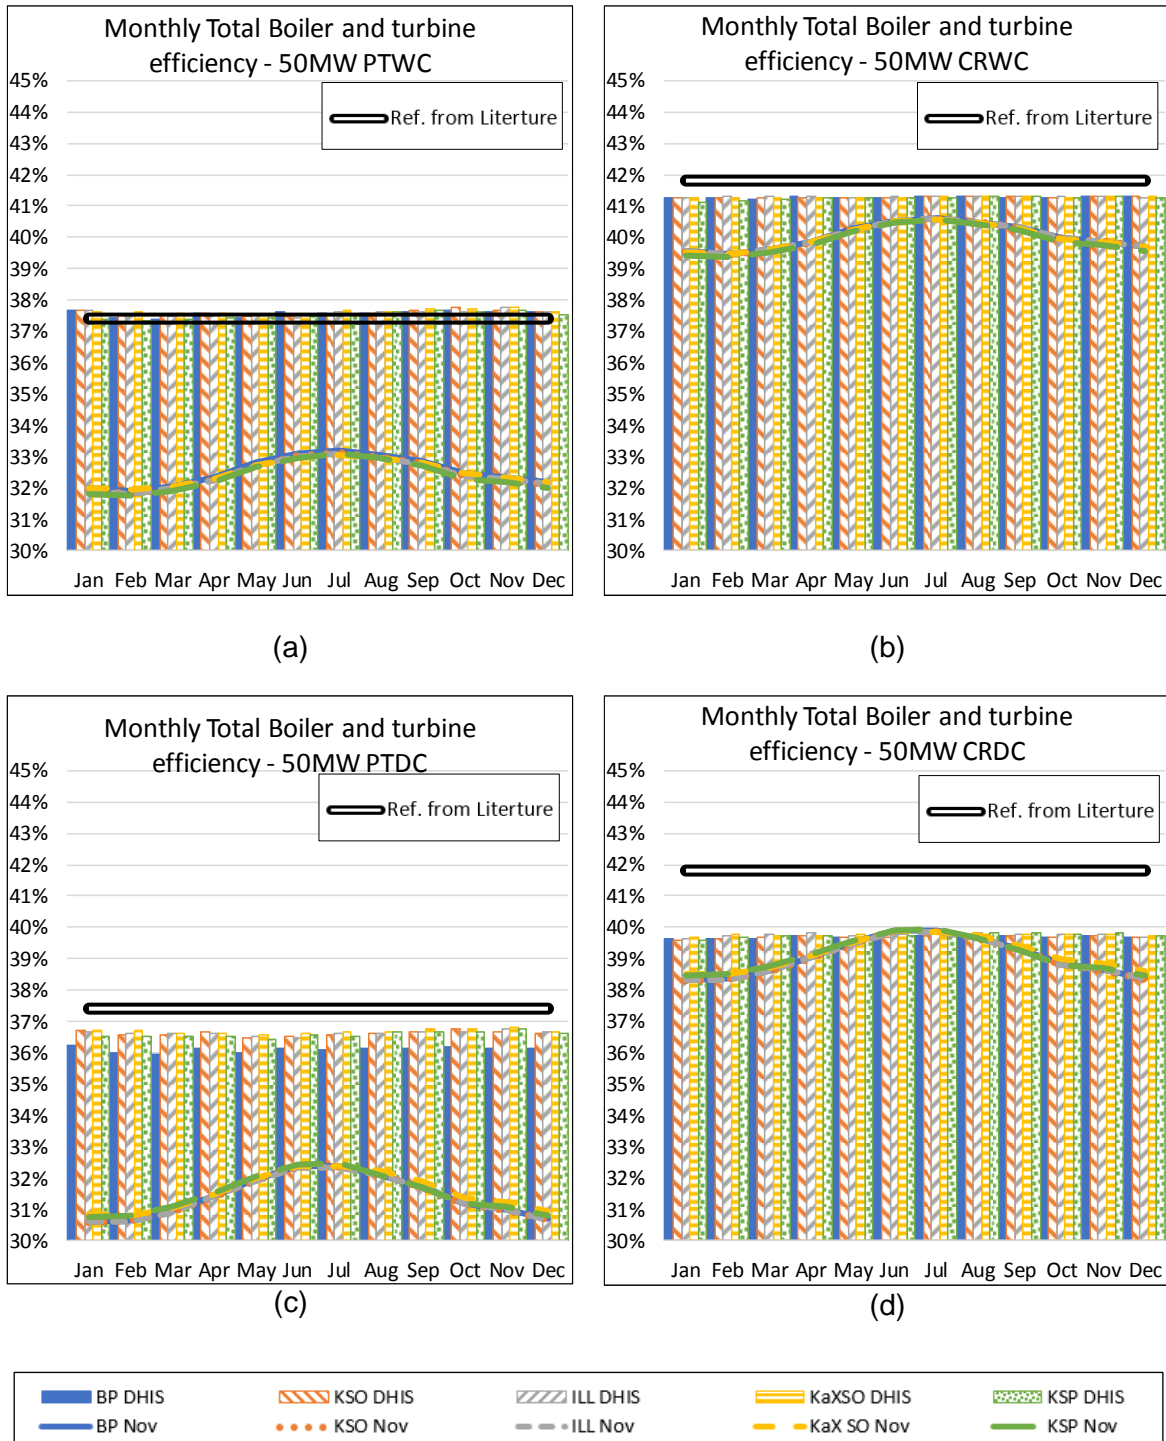 Monthly Total Boiler and turbine
efficiency - 50MW PTWC
45%
44%
43%
42%
41%
40%
39%
38%
37%
36%
35%
34%
33%
32%
31%
30%
Ref. from Literture
Jan Feb Mar Apr May Jun Jul Aug Sep Oct Nov Dec
(a)
Monthly Total Boiler and turbine
efficiency - 50MW CRWC
45%
44%
43%
42%
41%
40%
39%
38%
37%
36%
35%
34%
33%
32%
31%
30%
Ref. from Literture
Jan Feb Mar Apr May Jun Jul Aug Sep Oct Nov Dec
(b)
Monthly Total Boiler and turbine
efficiency - 50MW PTDC
45%
44%
43%
42%
41%
40%
39%
38%
37%
36%
35%
34%
33%
32%
31%
30%
Ref. from Literture
Jan Feb Mar Apr May Jun Jul Aug Sep Oct Nov Dec
(c)
Monthly Total Boiler and turbine
efficiency - 50MW CRDC
45%
44%
43%
42%
41%
40%
39%
38%
37%
36%
35%
34%
33%
32%
31%
30%
Ref. from Literture
Jan Feb Mar Apr May Jun Jul Aug Sep Oct Nov Dec
(d)
BP DHIS KSO DHIS ILL DHIS KaXSO DHIS KSP DHIS
BP Nov KSO Nov ILL Nov KaX SO Nov KSP Nov